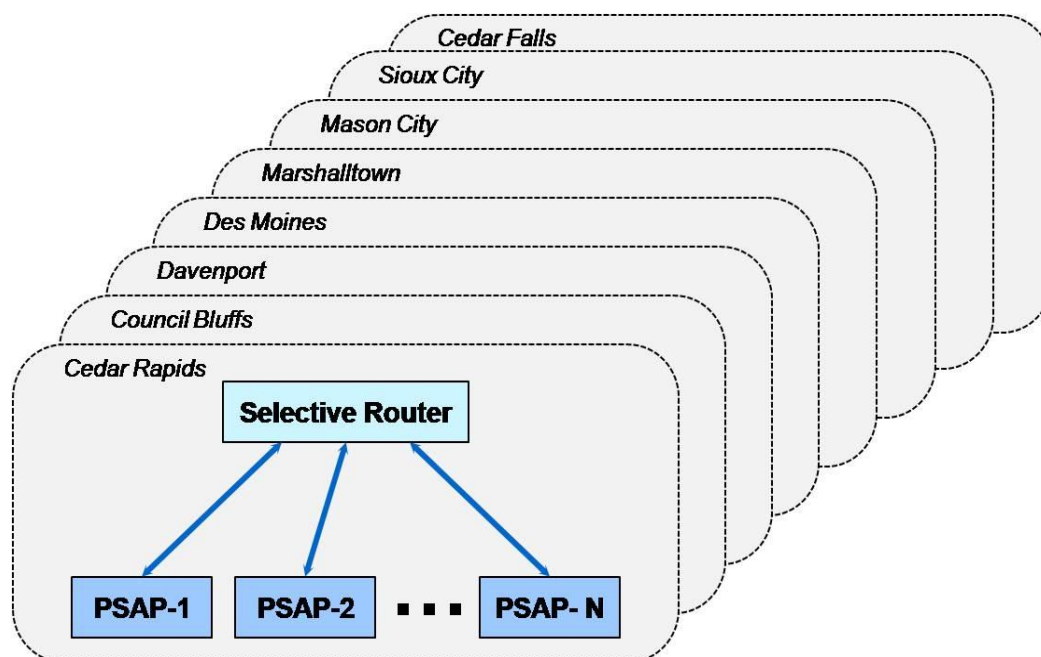 Cedar Falls
Sioux City
Mason City
Marshalltown
Des Moines
Davenport
Council Bluffs
Cedar Rapids
Selective Router
PSAP-1
PSAP-2
PSAP- N